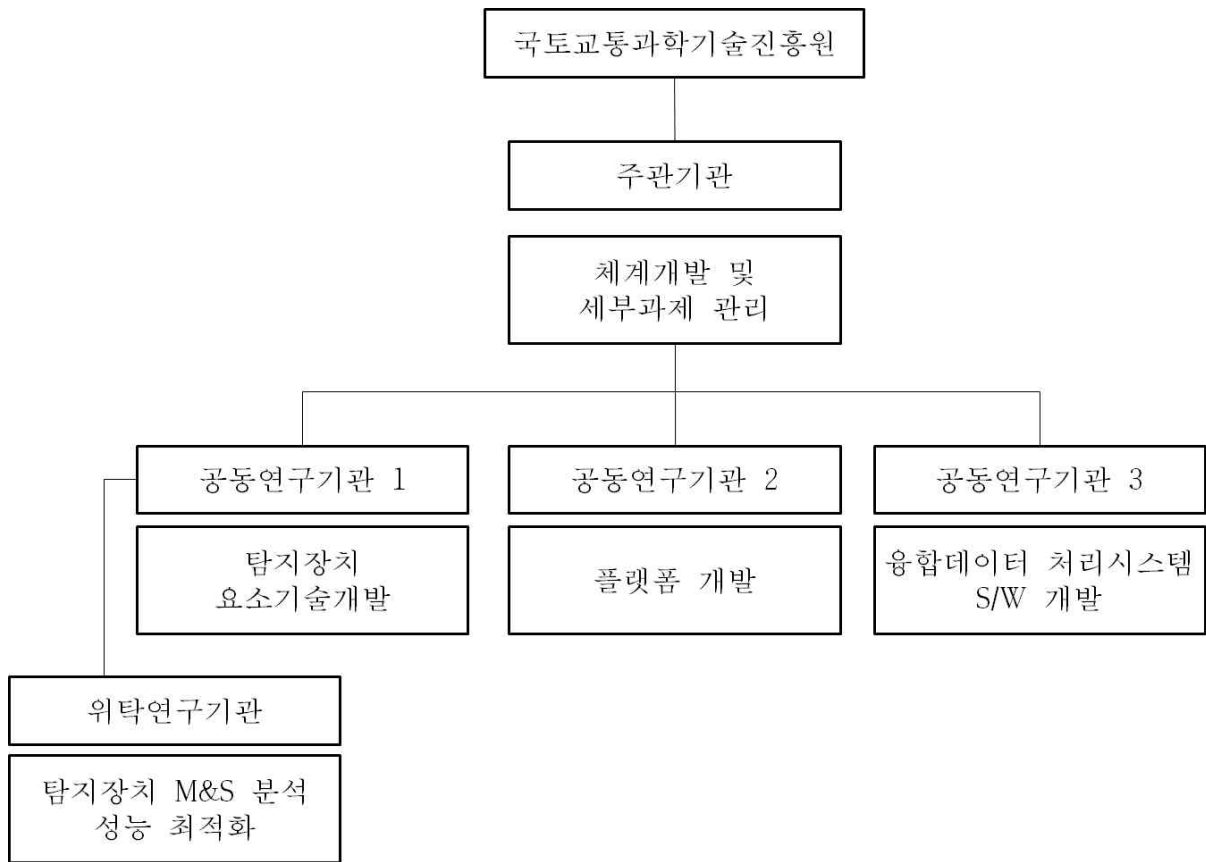 국토교통과학기술진흥원
주관기관
체계개발 및
세부과제 관리
공동연구기관 1
탐지장치
요소기술개발
공동연구기관 2
플랫폼 개발
공동연구기관 3
융합데이터 처리시스템
S/W 개발
위탁연구기관
탐지장치 M&S 분석
성능 최적화